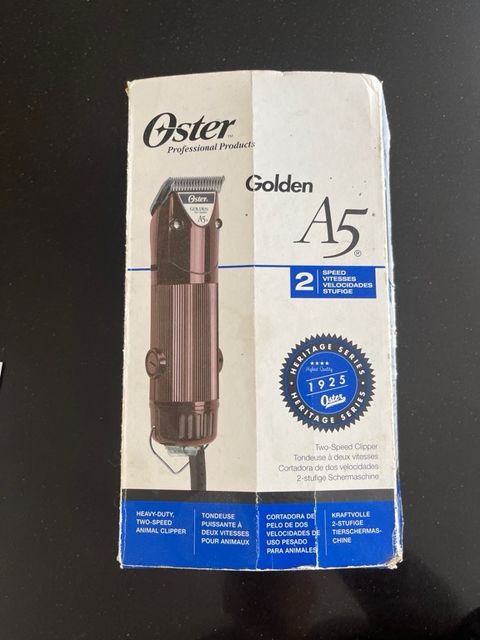 Oster™
Professional Products
Golden
A5®
2 SPEED
VITESSES
VELOCIDADES
STUFIGE
Oster
GOLDEN
A5
HERITAGE SERIES
★★★★
Highest Quality
1925
Oster
HERITAGE SERIES
Two-Speed Clipper
Tondeuse à deux vitesses
Cortadora de dos velocidades
2-stufige Schermaschine
HEAVY-DUTY,
TWO-SPEED
ANIMAL CLIPPER
TONDEUSE
PUISSANTE À
DEUX VITESSES
POUR ANIMAUX
CORTADORA DE
PELO DE DOS
VELOCIDADES DE
USO PESADO
PARA ANIMALES
KRAFTVOLLE
2-STUFIGE
TIERSCHERMAS-
CHINE